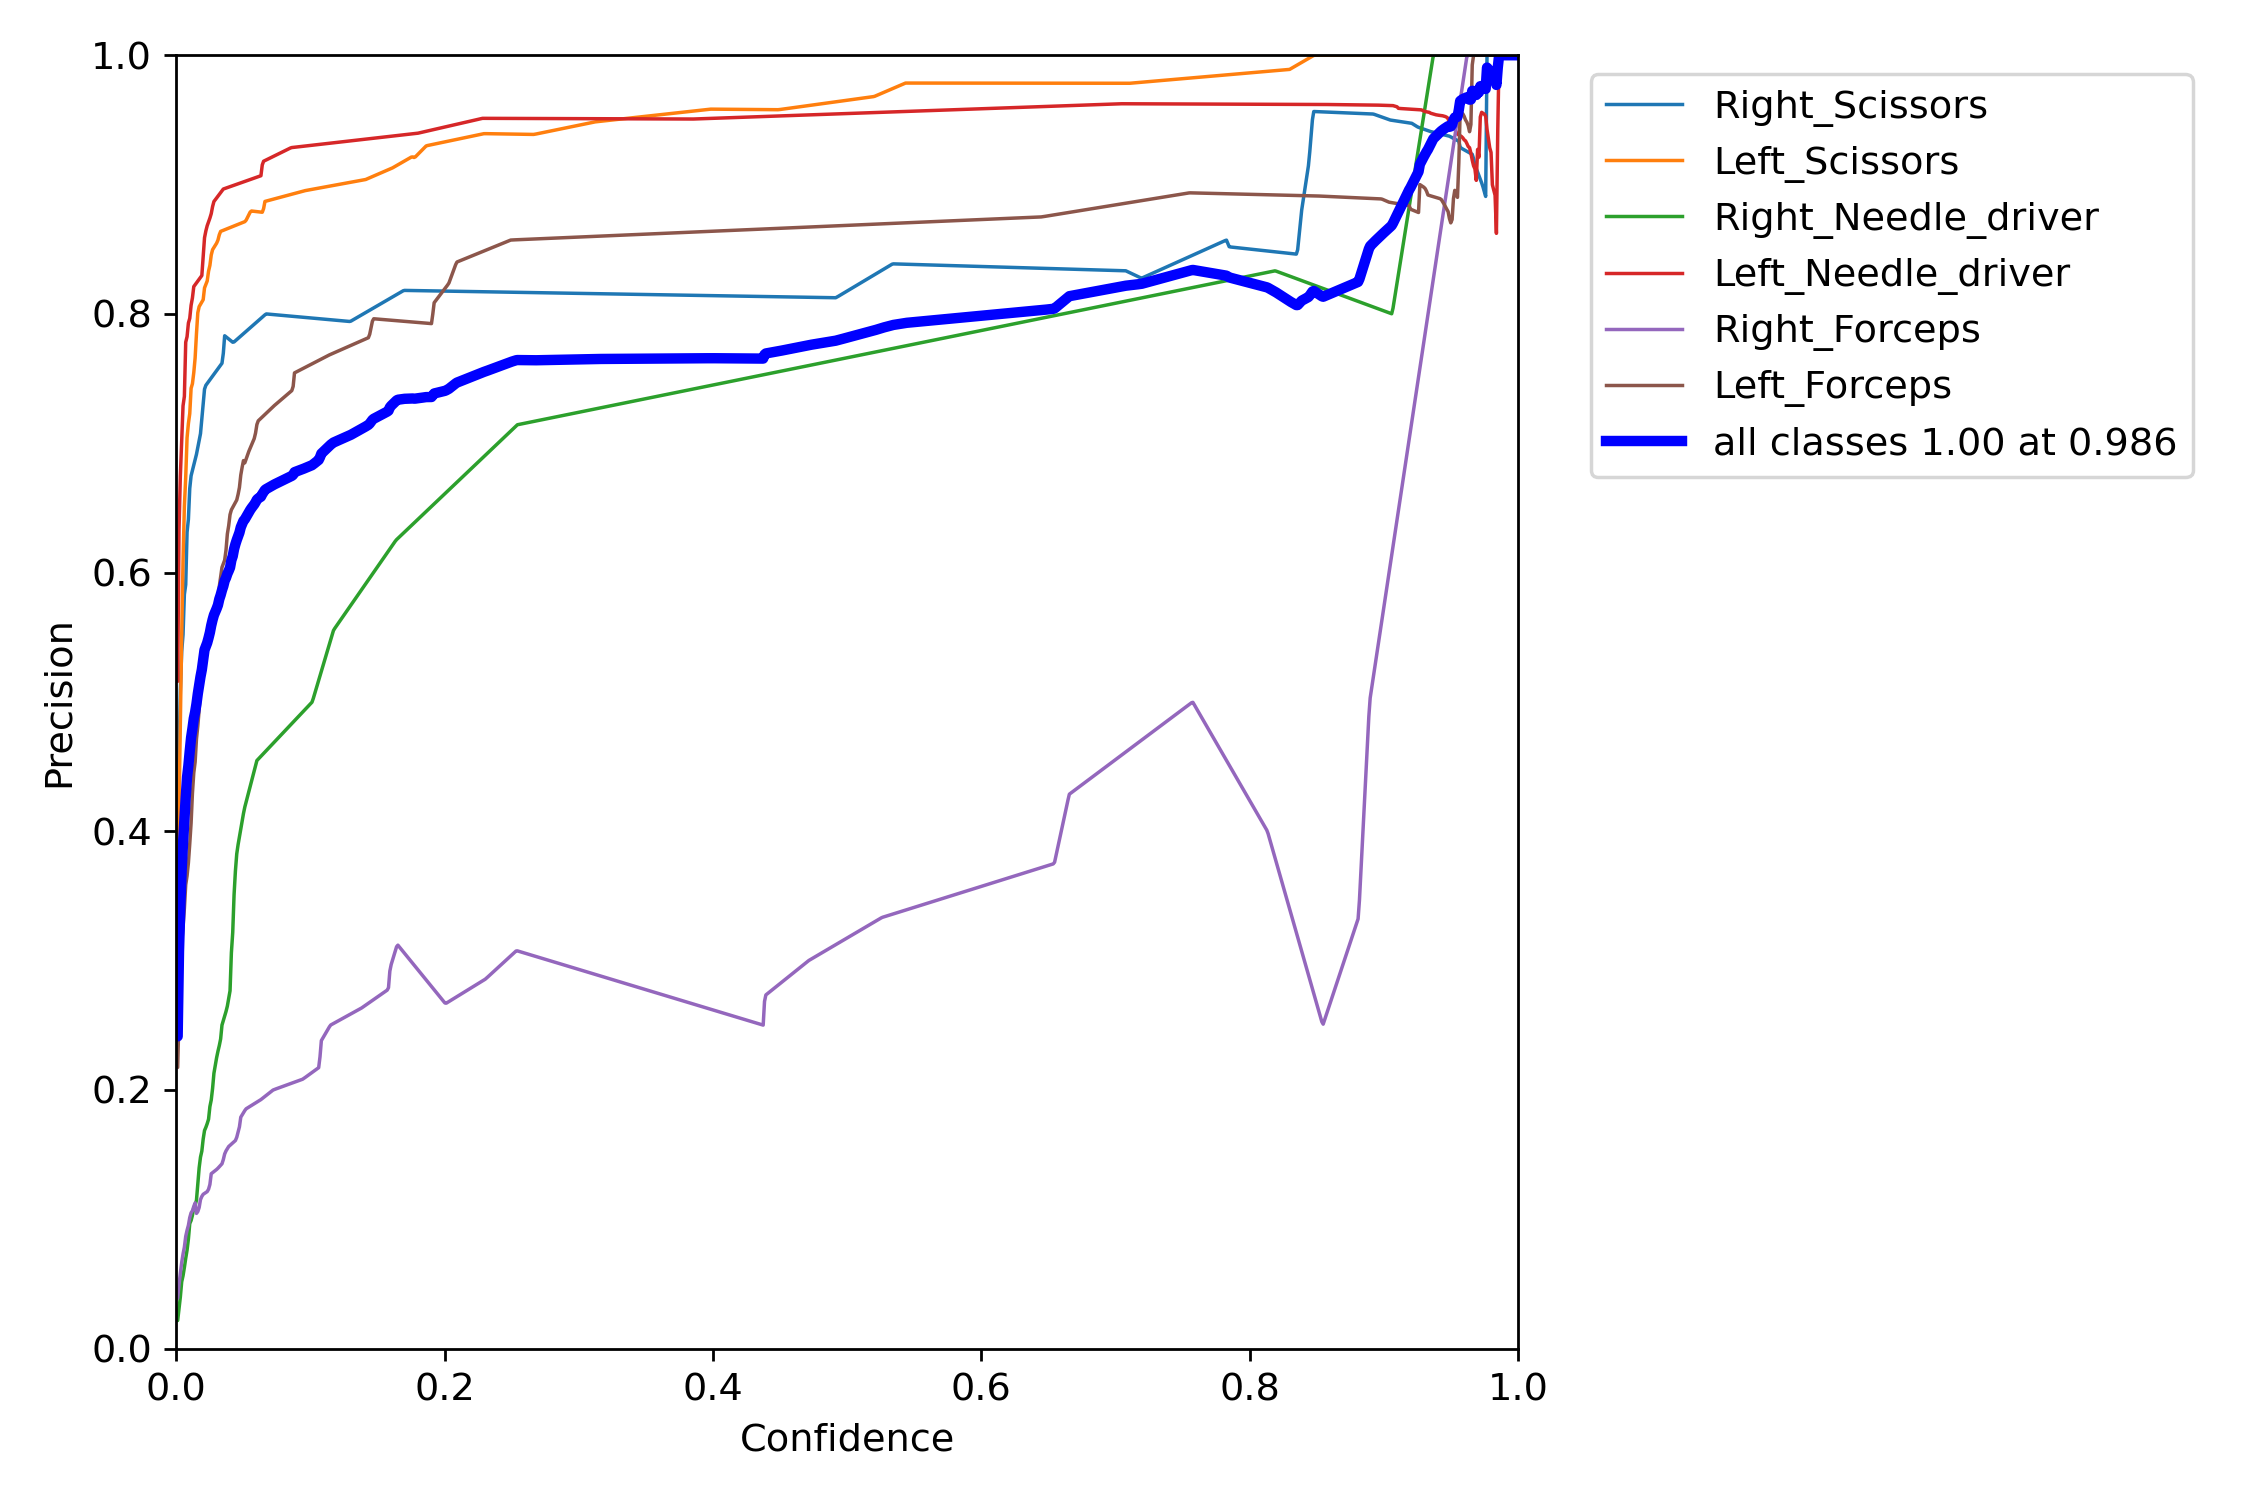 1.0
0.8
0.6
0.4
0.2
0.0
Precision
0.0 0.2 0.4 0.6 0.8 1.0
Confidence
Right_Scissors
Left_Scissors
Right_Needle_driver
Left_Needle_driver
Right_Forceps
Left_Forceps
all classes 1.00 at 0.986